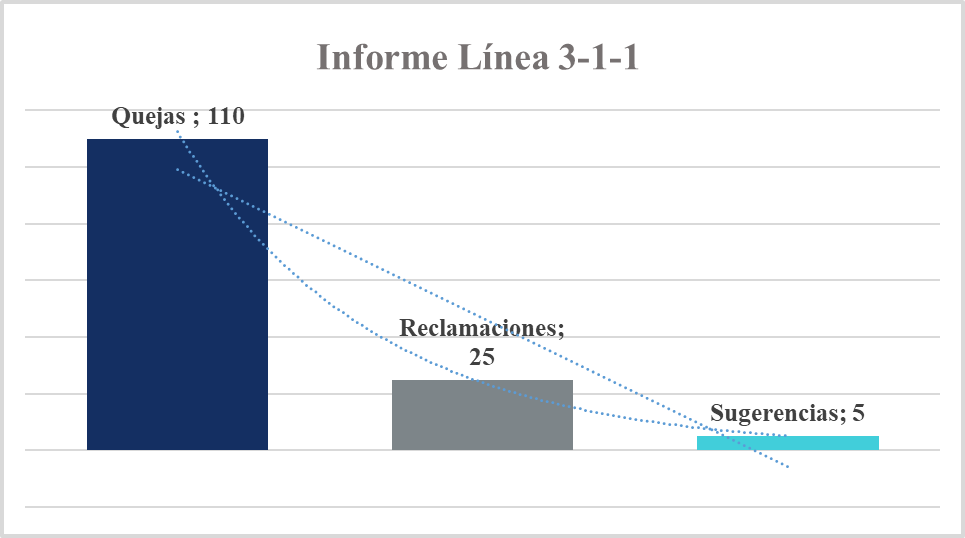 Informe Línea 3-1-1
Quejas ; 110
Reclamaciones;
25
Sugerencias; 5